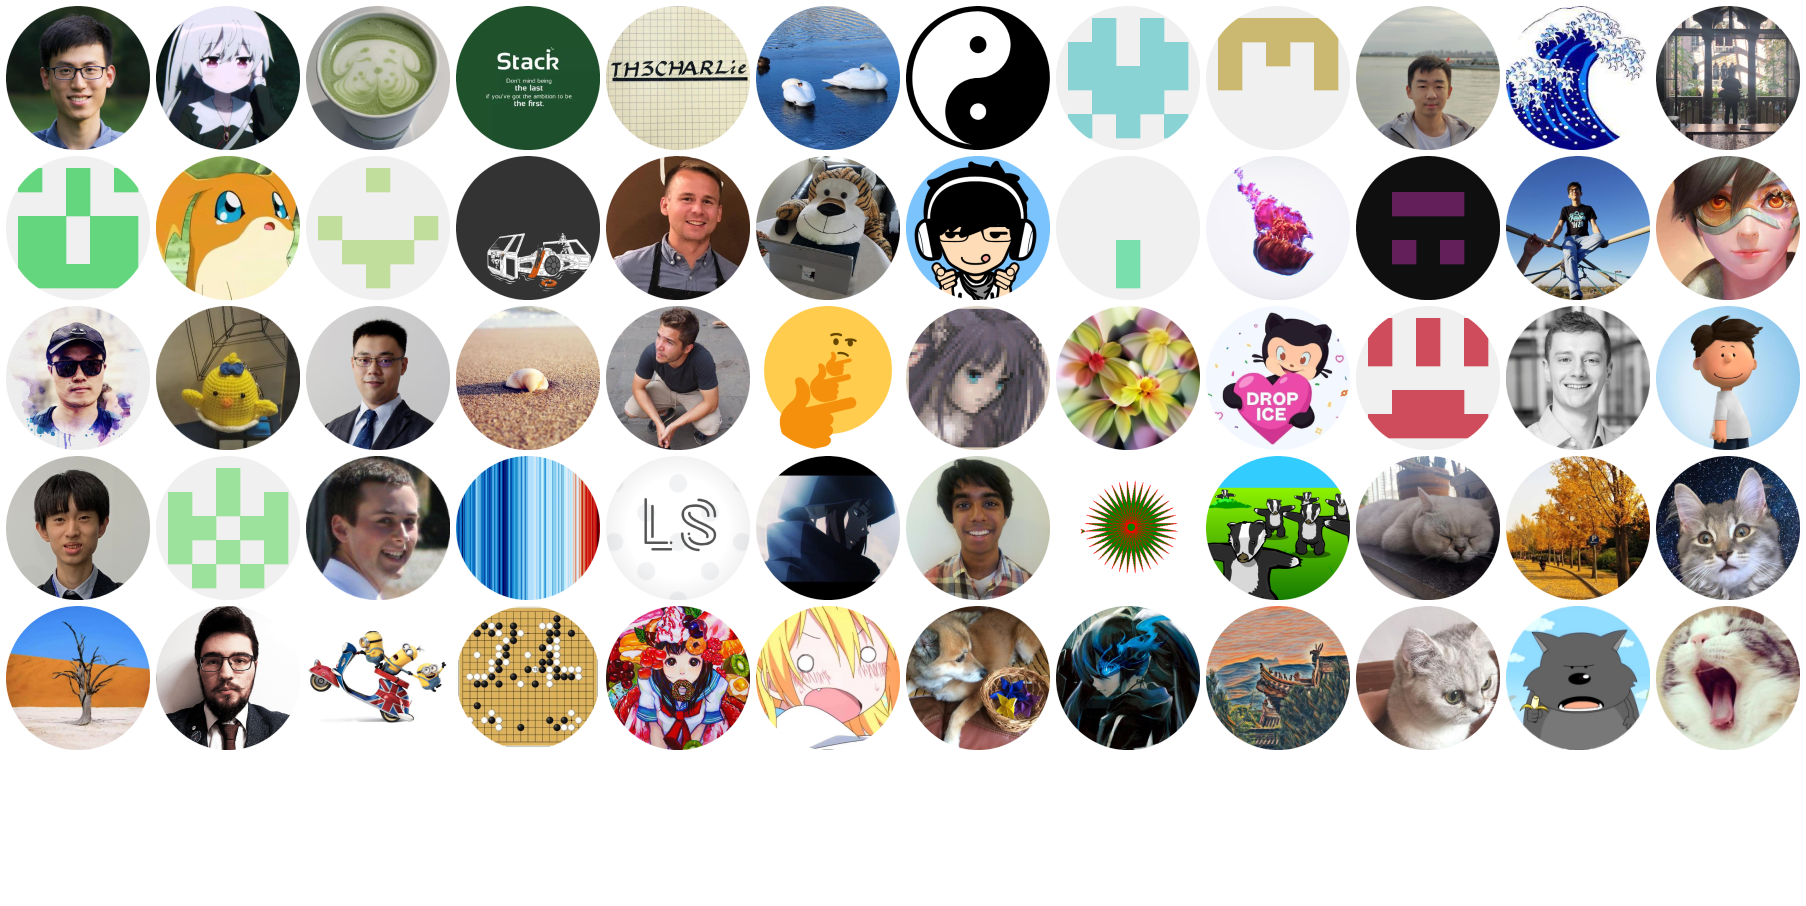 Stack
Don't mind being
the last
if you've got the ambition to be
the first.
TH3CHARLie
DROP
ICE
LS